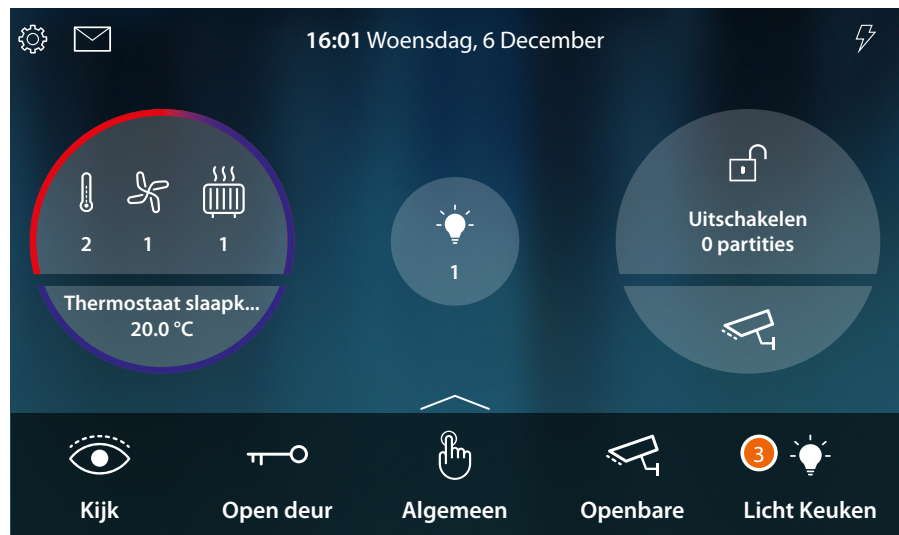 16:01 Woensdag, 6 December
2 1 1
Thermostaat slaapk...
20.0 °C
1
Uitschakelen
0 partities
3
Kijk
Open deur
Algemeen
Openbare
Licht Keuken